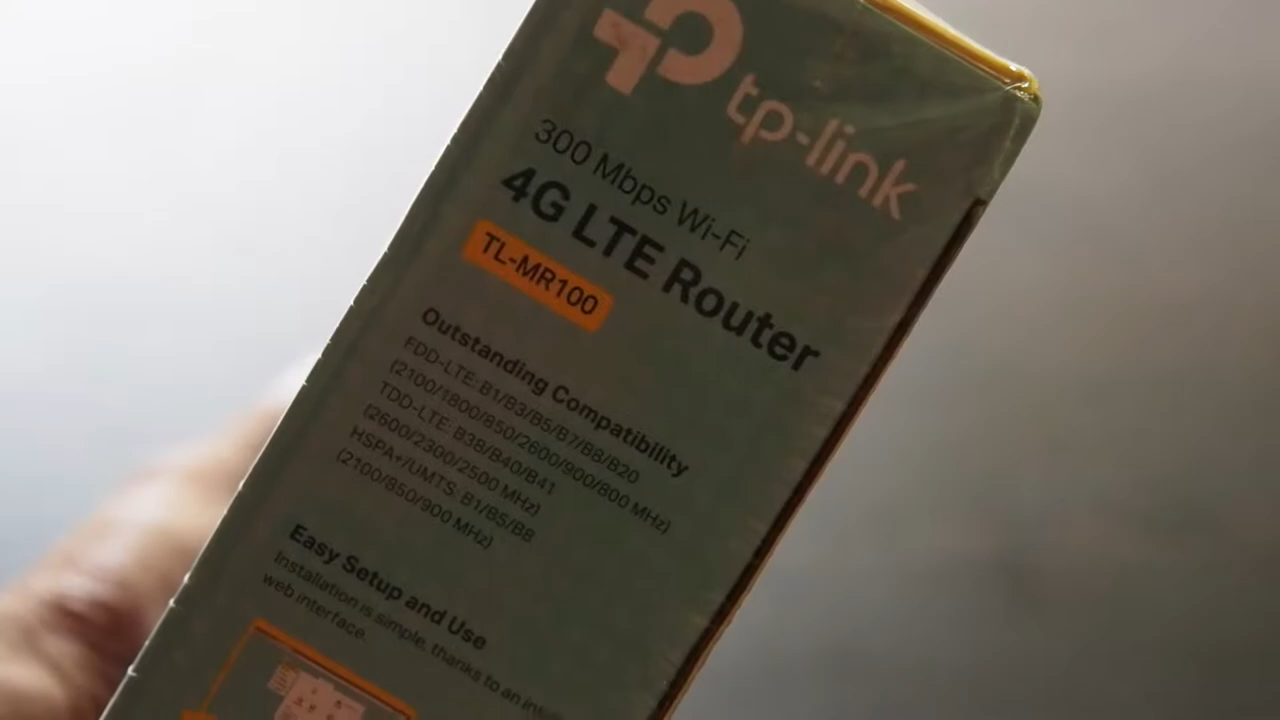 tp-link
300 Mbps Wi-Fi
4G LTE Router
TL-MR100
Outstanding Compatibility
FDD-LTE: B1/B3/B5/B7/B8/B20
(2100/1800/850/2600/900/800 MHz)
TDD-LTE: B38/B40/B41
(2600/2300/2500 MHz)
HSPA+/UMTS: B1/B5/B8
(2100/850/900 MHz)
Easy Setup and Use
Installation is simple, thanks to an
web interface.